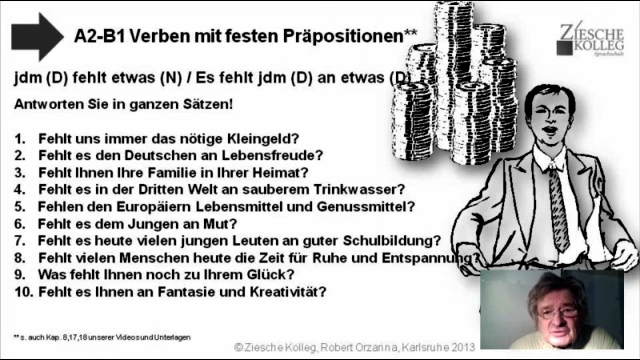 A2-B1 Verben mit festen Präpositionen**
ZIESCHE
KOLLEG
Sprachschule
jdm (D) fehlt etwas (N) / Es fehlt jdm (D) an etwas (D)
Antworten Sie in ganzen Sätzen!
1. Fehlt uns immer das nötige Kleingeld?
2. Fehlt es den Deutschen an Lebensfreude?
3. Fehlt Ihnen Ihre Familie in Ihrer Heimat?
4. Fehlt es in der Dritten Welt an sauberem Trinkwasser?
5. Fehlen den Europäiern Lebensmittel und Genussmittel?
6. Fehlt es dem Jungen an Mut?
7. Fehlt es heute vielen jungen Leuten an guter Schulbildung?
8. Fehlt vielen Menschen heute die Zeit für Ruhe und Entspannung?
9. Was fehlt Ihnen noch zu Ihrem Glück?
10. Fehlt es Ihnen an Fantasie und Kreativität?
** s. auch Kap. 8,17,18 unserer Videos und Unterlagen
©Ziesche Kolleg, Robert Orzanna, Karlsruhe 2013